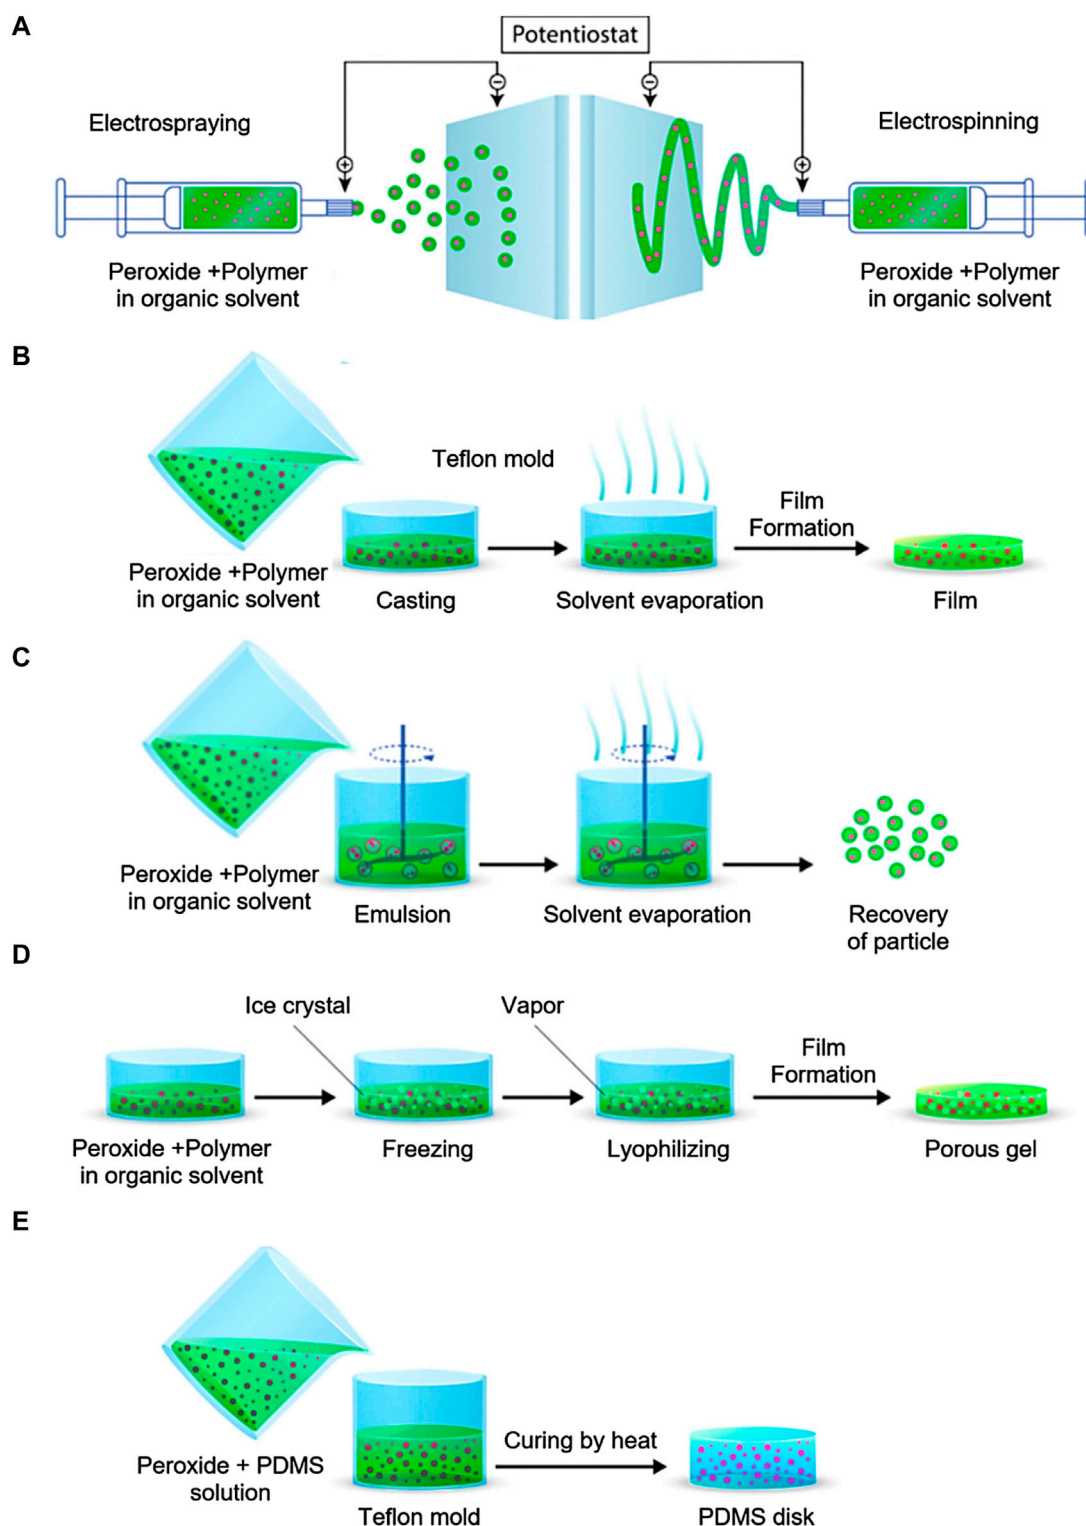 A
Potentiostat
Electrospraying
Electrospinning
Peroxide +Polymer
in organic solvent
Peroxide +Polymer
in organic solvent
B
Teflon mold
Film
Formation
Peroxide +Polymer
in organic solvent
Casting
Solvent evaporation
Film
C
Peroxide +Polymer
in organic solvent
Emulsion
Solvent evaporation
Recovery
of particle
D
Ice crystal
Vapor
Film
Formation
Peroxide +Polymer
in organic solvent
Freezing
Lyophilizing
Porous gel
E
Curing by heat
Peroxide + PDMS
solution
Teflon mold
PDMS disk